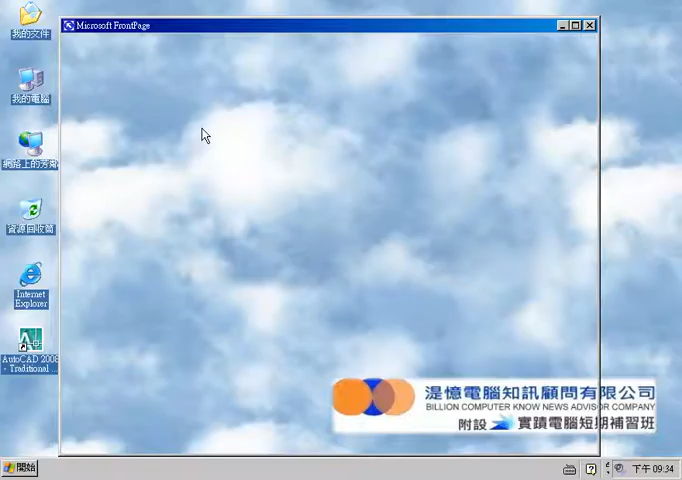 Microsoft FrontPage
我的文件
我的電腦
網路上的芳鄰
資源回收筒
Internet
Explorer
AutoCAD 2008
- Traditional ...
湜憶電腦知訊顧問有限公司
BILLION COMPUTER KNOW NEWS ADVISOR COMPANY
附設 實踐電腦短期補習班
開始
下午 09:34